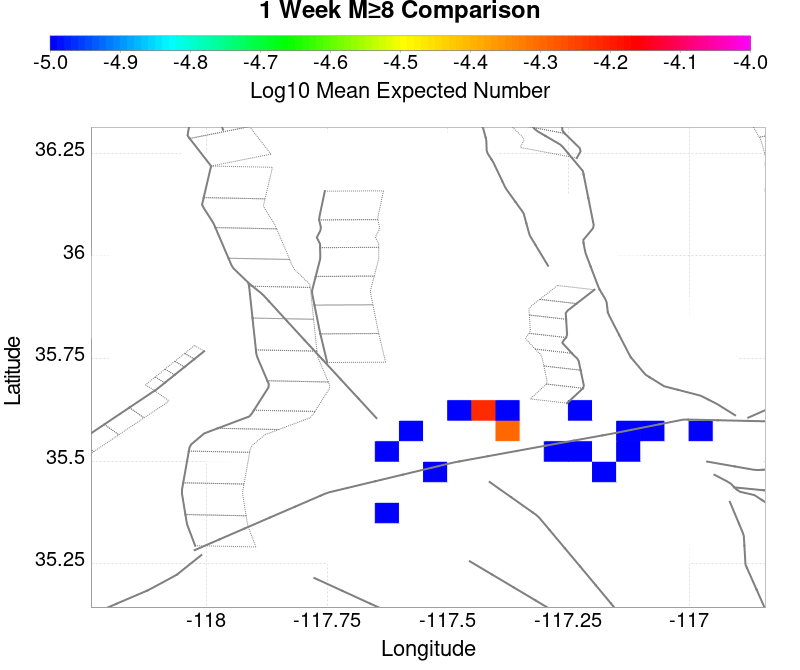 1 Week M≥8 Comparison
-5.0 -4.9 -4.8 -4.7 -4.6 -4.5 -4.4 -4.3 -4.2 -4.1 -4.0
Log10 Mean Expected Number
36.25
36
35.75
35.5
35.25
Latitude
-118 -117.75 -117.5 -117.25 -117
Longitude